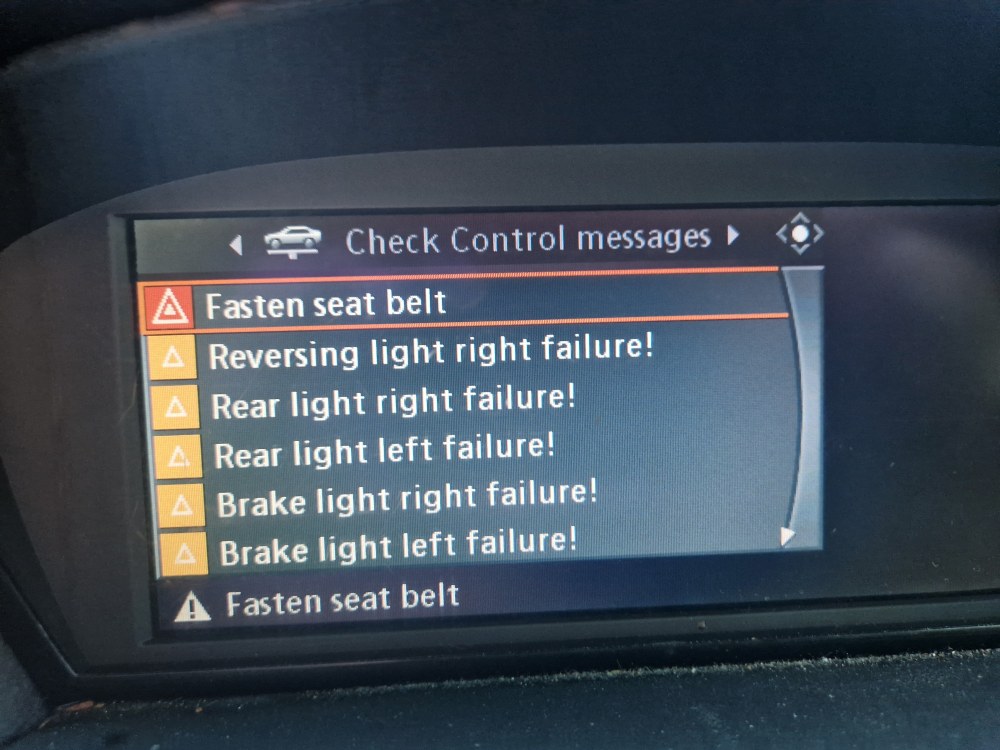 Check Control messages
Fasten seat belt
Reversing light right failure!
Rear light right failure!
Rear light left failure!
Brake light right failure!
Brake light left failure!
Fasten seat belt